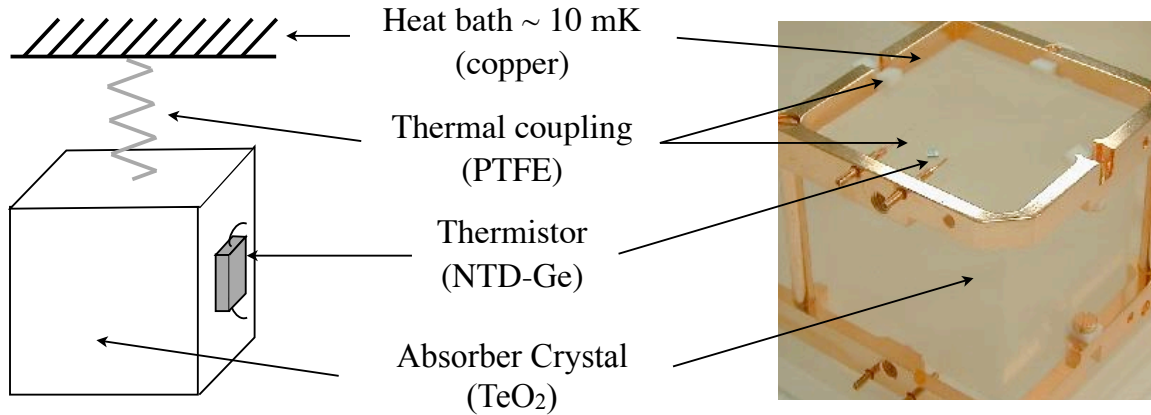 Heat bath ~ 10 mK
(copper)
Thermal coupling
(PTFE)
Thermistor
(NTD-Ge)
Absorber Crystal
(TeO₂)